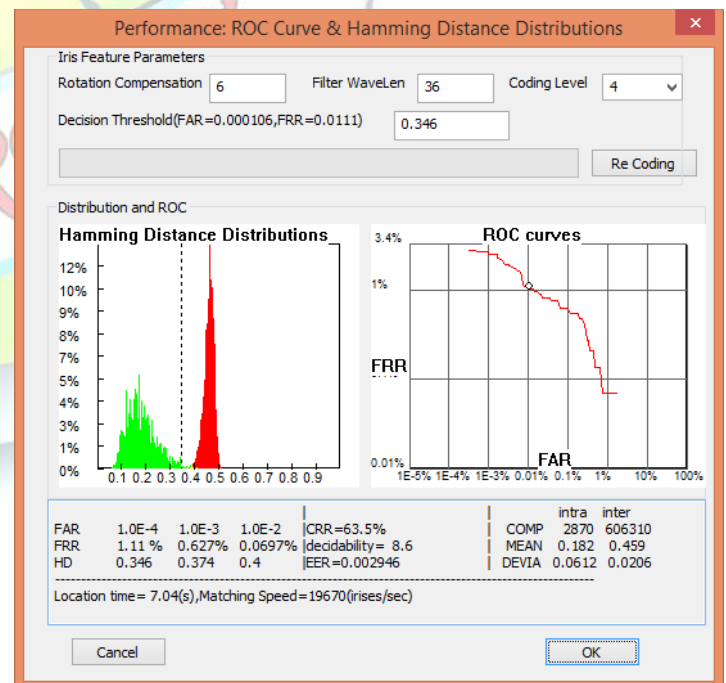 Performance: ROC Curve & Hamming Distance Distributions
Iris Feature Parameters
Rotation Compensation 6 Filter WaveLen 36 Coding Level 4
Decision Threshold(FAR=0.000106,FRR=0.0111) 0.346
Re Coding
Distribution and ROC
Hamming Distance Distributions
12%
10%
9%
8%
7%
5%
4%
3%
1%
0%
0.1 0.2 0.3 0.4 0.5 0.6 0.7 0.8 0.9
ROC curves
3.4%
1%
FRR
0.01%
FAR
1E-5% 1E-4% 1E-3% 0.01% 0.1% 1% 10% 100%
| | intra inter
FAR 1.0E-4 1.0E-3 1.0E-2 |CRR=63.5% | COMP 2870 606310
FRR 1.11 % 0.627% 0.0697% |decidability= 8.6 | MEAN 0.182 0.459
HD 0.346 0.374 0.4 |EER=0.002946 | DEVIA 0.0612 0.0206
Location time= 7.04(s),Matching Speed=19670(irises/sec)
Cancel OK